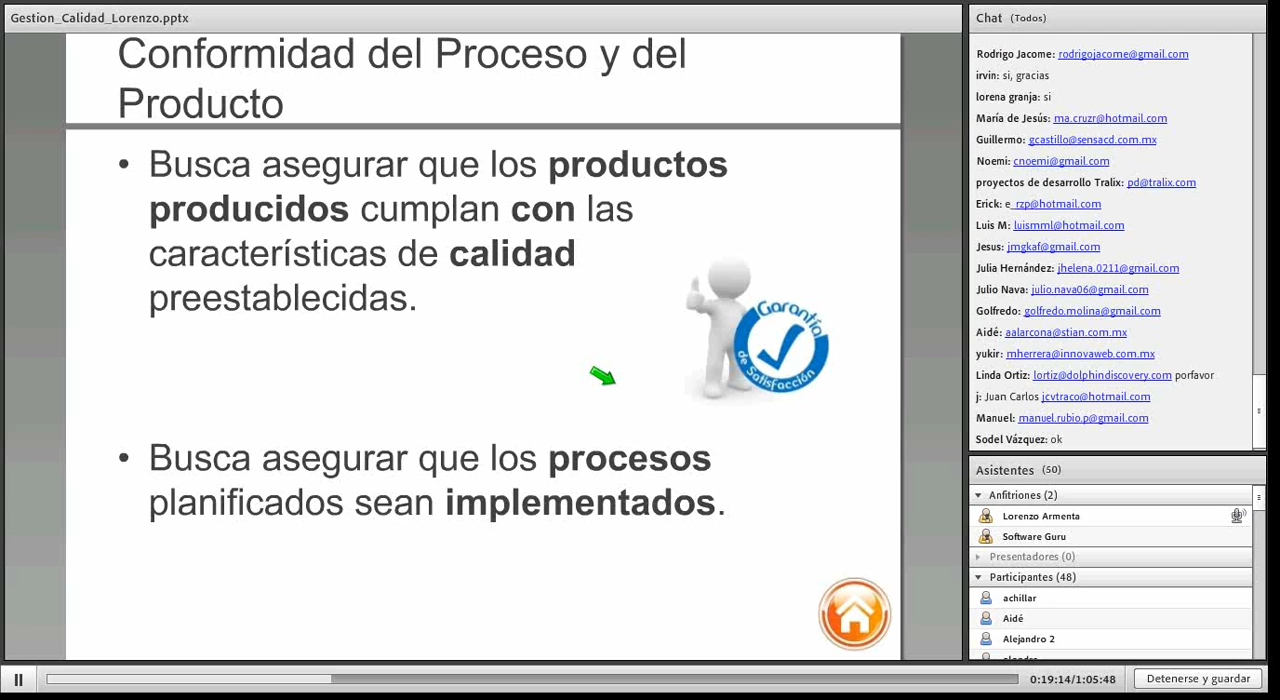 Gestion_Calidad_Lorenzo.pptx
Conformidad del Proceso y del
Producto
• Busca asegurar que los productos
producidos cumplan con las
características de calidad
preestablecidas.
Garantía
de Satisfacción
• Busca asegurar que los procesos
planificados sean implementados.
Chat (Todos)
Rodrigo Jacome: rodrigojacome@gmail.com
irvin: si, gracias
lorena granja: si
María de Jesús: ma.cruzr@hotmail.com
Guillermo: gcastillo@sensacd.com.mx
Noemi: cnoemi@gmail.com
proyectos de desarrollo Tralix: pd@tralix.com
Erick: e_rzp@hotmail.com
Luis M: luismml@hotmail.com
Jesus: jmgkaf@gmail.com
Julia Hernández: jhelena.0211@gmail.com
Julio Nava: julio.nava06@gmail.com
Golfredo: golfredo.molina@gmail.com
Aidé: aalarcona@stian.com.mx
yukir: mherrera@innovaweb.com.mx
Linda Ortiz: lortiz@dolphindiscovery.com porfavor
j: Juan Carlos jcvtraco@hotmail.com
Manuel: manuel.rubio.p@gmail.com
Sodel Vázquez: ok
Asistentes (50)
Anfitriones (2)
Lorenzo Armenta
Software Guru
Presentadores (0)
Participantes (48)
achillar
Aidé
Alejandro 2
0:19:14/1:05:48
Detenerse y guardar